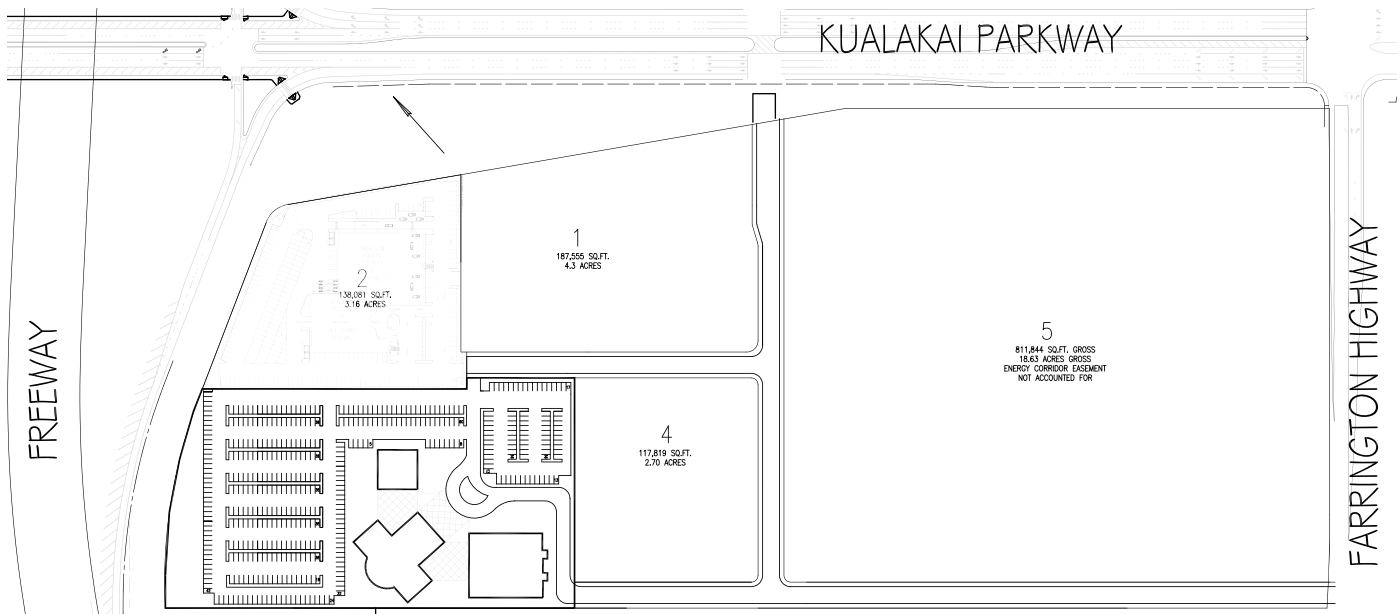 KUALAKAI PARKWAY
1
187,555 SQ.FT.
4.3 ACRES
2
138,081 SQ.FT.
3.16 ACRES
5
811,844 SQ.FT. GROSS
18.63 ACRES GROSS
ENERGY CORRIDOR EASEMENT
NOT ACCOUNTED FOR
4
117,819 SQ.FT.
2.70 ACRES
FREEWAY
FARRINGTON HIGHWAY